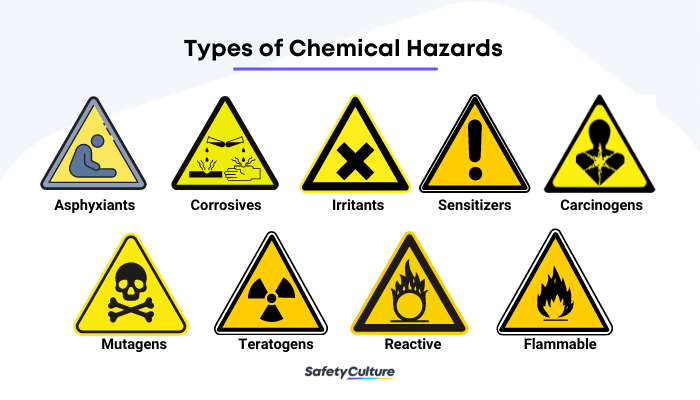 Types of Chemical Hazards
Asphyxiants
Corrosives
Irritants
Sensitizers
Carcinogens
Mutagens
Teratogens
Reactive
Flammable
SafetyCulture